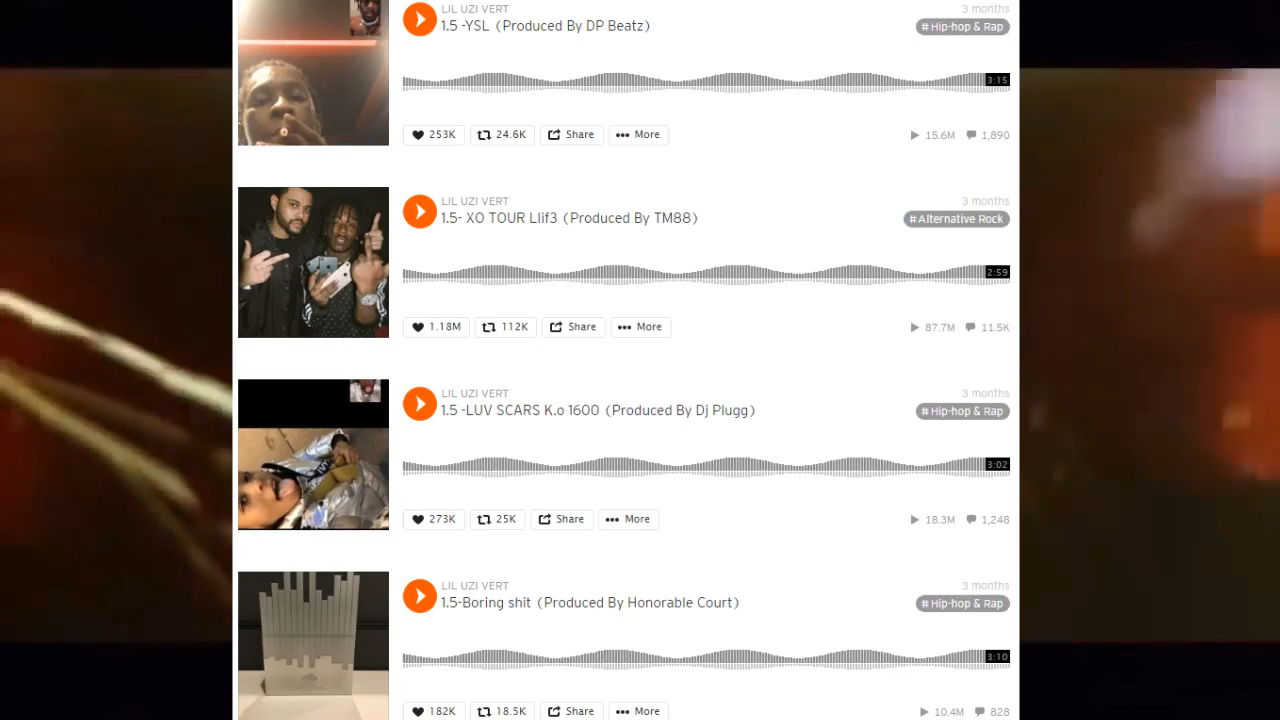 LIL UZI VERT 3 months
1.5 -YSL (Produced By DP Beatz) # Hip-hop & Rap
3:15
253K 24.6K Share More 15.6M 1,890
LIL UZI VERT 3 months
1.5- XO TOUR Llif3 (Produced By TM88) # Alternative Rock
2:59
1.18M 112K Share More 87.7M 11.5K
LIL UZI VERT 3 months
1.5 -LUV SCARS K.o 1600 (Produced By Dj Plugg) # Hip-hop & Rap
3:02
273K 25K Share More 18.3M 1,248
LIL UZI VERT 3 months
1.5-Boring shit (Produced By Honorable Court) # Hip-hop & Rap
3:10
182K 18.5K Share More 10.4M 828